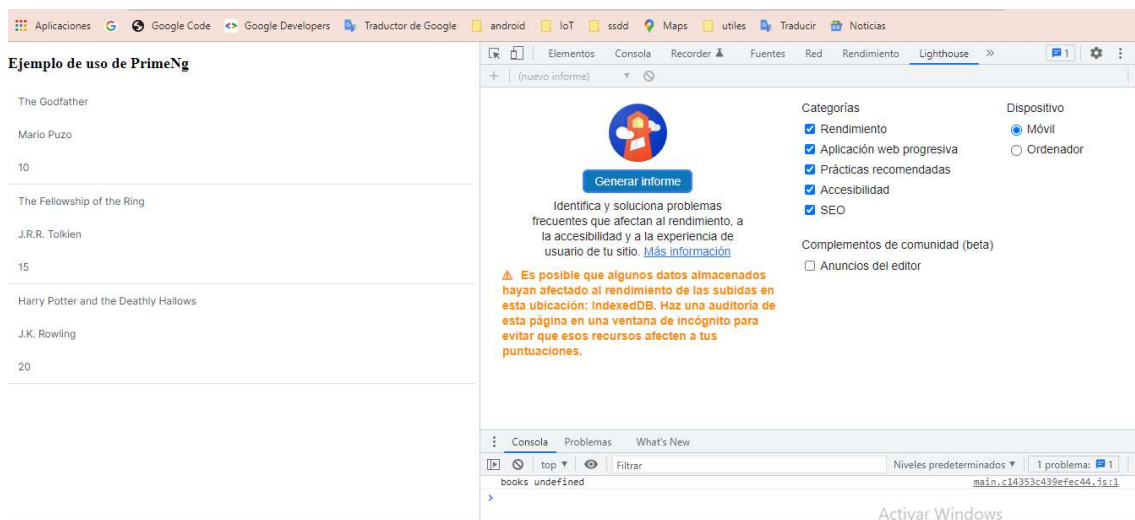 Aplicaciones Google Code Google Developers Traductor de Google android IoT ssdd Maps utiles Traducir Noticias
Ejemplo de uso de PrimeNg
The Godfather
Mario Puzo
10
The Fellowship of the Ring
J.R.R. Tolkien
15
Harry Potter and the Deathly Hallows
J.K. Rowling
20
Elementos Consola Recorder Fuentes Red Rendimiento Lighthouse » 1
+ (nuevo informe)
Generar informe
Identifica y soluciona problemas
frecuentes que afectan al rendimiento, a
la accesibilidad y a la experiencia de
usuario de tu sitio. Más información
Es posible que algunos datos almacenados
hayan afectado al rendimiento de las subidas en
esta ubicación: IndexedDB. Haz una auditoría de
esta página en una ventana de incógnito para
evitar que esos recursos afecten a tus
puntuaciones.
Categorías
Rendimiento
Aplicación web progresiva
Prácticas recomendadas
Accesibilidad
SEO
Complementos de comunidad (beta)
Anuncios del editor
Dispositivo
Móvil
Ordenador
Consola Problemas What's New
top Filtrar Niveles predeterminados 1 problema: 1
books undefined main.c14353c439efec44.js:1
>
Activar Windows